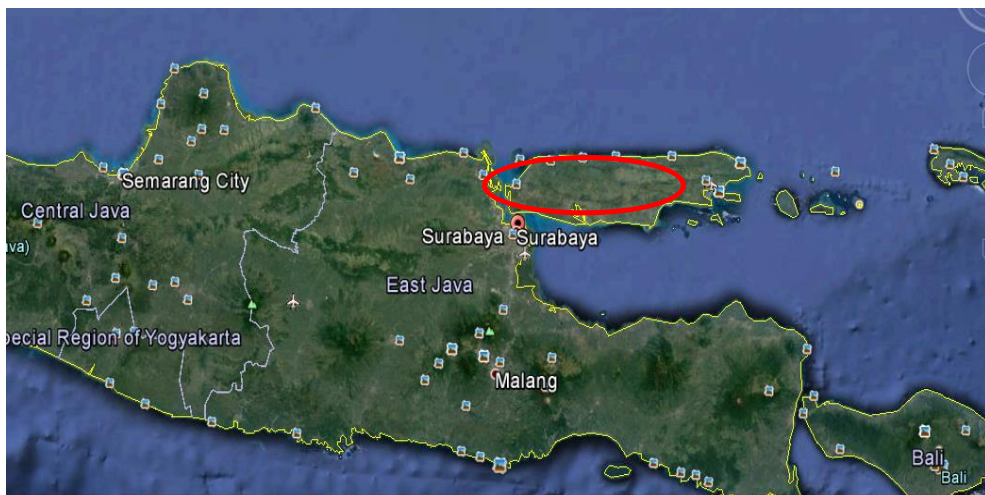 Semarang City
Central Java
ava)
Surabaya
Surabaya
East Java
pecial Region of Yogyakarta
Malang
Bali
Bali